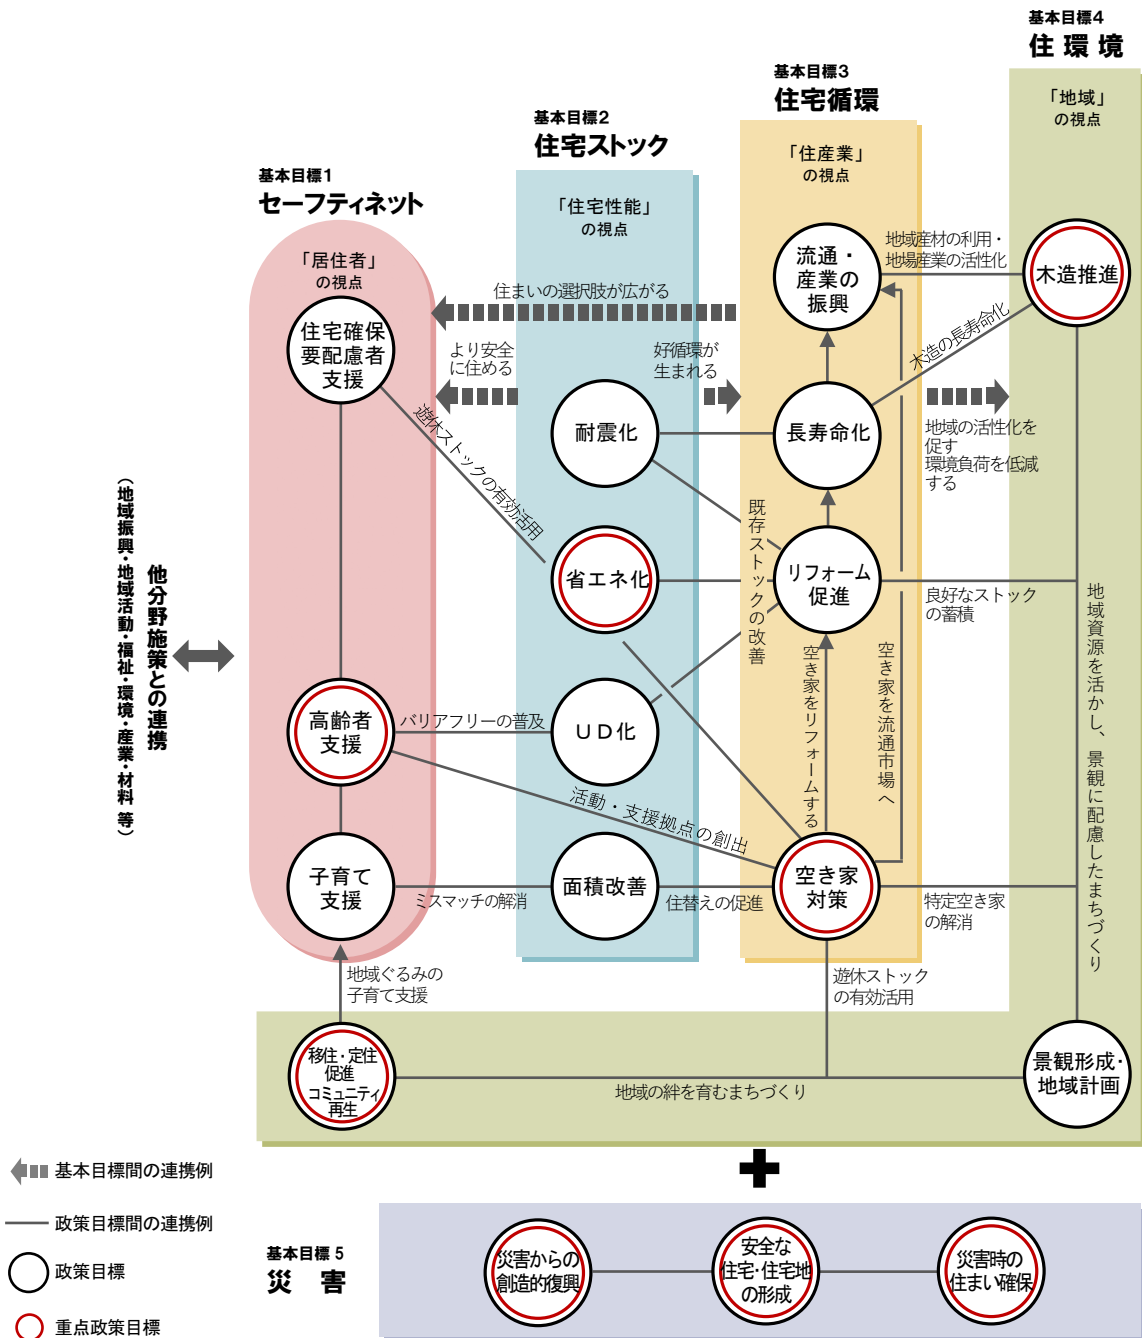 基本目標4
住環境
「地域」
の視点
基本目標3
住宅循環
「住産業」
の視点
基本目標2
住宅ストック
「住宅性能」
の視点
基本目標1
セーフティネット
「居住者」
の視点
流通・
産業の
振興
地域産材の利用・
地場産業の活性化
木造推進
住まいの選択肢が広がる
住宅確保
要配慮者
支援
より安全
に住める
好循環が
生まれる
木造の長寿命化
耐震化
長寿命化
地域の活性化を
促す
環境負荷を低減
する
遊休ストックの有効活用
既存ストックの改善
省エネ化
リフォーム
促進
良好なストック
の蓄積
他分野施策との連携
（地域振興・地域活動・福祉・環境・産業・材料 等）
地域資源を活かし、景観に配慮したまちづくり
空き家をリフォームする
空き家を流通市場へ
高齢者
支援
バリアフリーの普及
UD化
活動・支援拠点の創出
子育て
支援
ミスマッチの解消
面積改善
住替えの促進
空き家
対策
特定空き家
の解消
地域ぐるみの
子育て支援
遊休ストック
の有効活用
移住・定住
促進
コミュニティ
再生
地域の絆を育むまちづくり
景観形成・
地域計画
基本目標間の連携例
政策目標間の連携例
政策目標
重点政策目標
基本目標 5
災害
災害からの
創造的復興
安全な
住宅・住宅地
の形成
災害時の
住まい確保